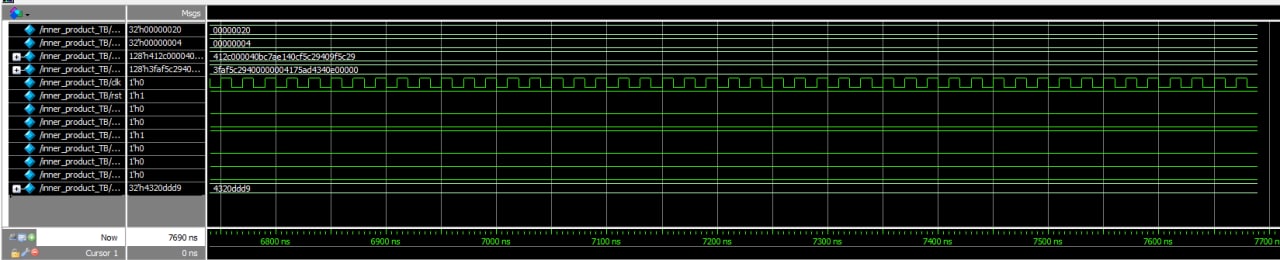 Msgs
/inner_product_TB/... 32'h00000020 00000020
/inner_product_TB/... 32'h00000004 00000004
/inner_product_TB/... 128'h412c000040... 412c000040bc7ae140cf5c29409f5c29
/inner_product_TB/... 128'h3faf5c2940... 3faf5c29400000004175ad4340e00000
/inner_product_TB/clk 1'h0
/inner_product_TB/rst 1'h1
/inner_product_TB/... 1'h0
/inner_product_TB/... 1'h0
/inner_product_TB/... 1'h1
/inner_product_TB/... 1'h0
/inner_product_TB/... 1'h0
/inner_product_TB/... 1'h0
/inner_product_TB/... 32'h4320ddd9 4320ddd9
Now 7690 ns 6800 ns 6900 ns 7000 ns 7100 ns 7200 ns 7300 ns 7400 ns 7500 ns 7600 ns 7700 n
Cursor 1 0 ns